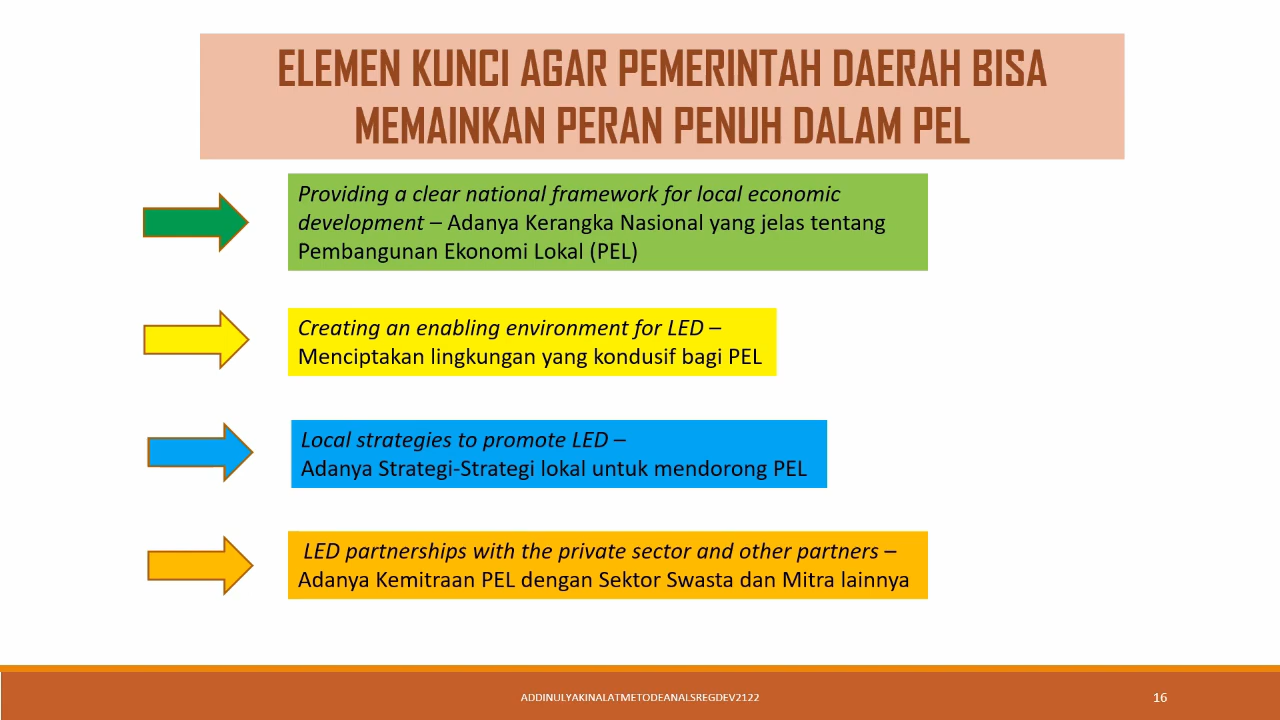 ELEMEN KUNCI AGAR PEMERINTAH DAERAH BISA
MEMAINKAN PERAN PENUH DALAM PEL
Providing a clear national framework for local economic
development – Adanya Kerangka Nasional yang jelas tentang
Pembangunan Ekonomi Lokal (PEL)
Creating an enabling environment for LED –
Menciptakan lingkungan yang kondusif bagi PEL
Local strategies to promote LED –
Adanya Strategi-Strategi lokal untuk mendorong PEL
LED partnerships with the private sector and other partners –
Adanya Kemitraan PEL dengan Sektor Swasta dan Mitra lainnya
ADDINULYAKINALATMETODEANALSREGDEV2122
16